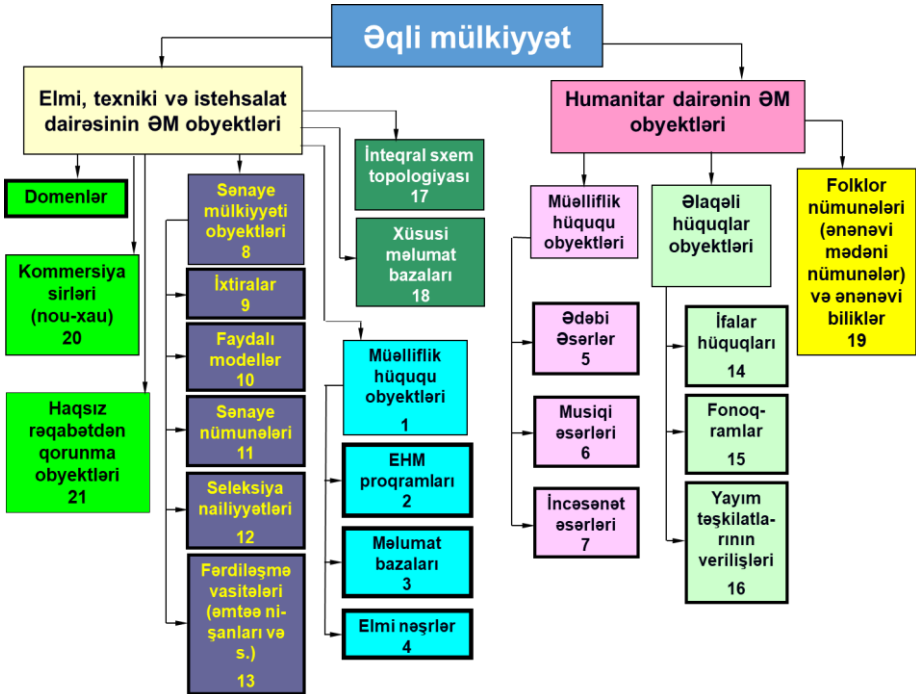 Əqli mülkiyyət
Elmi, texniki və istehsalat
dairəsinin ƏM obyektləri
Humanitar dairənin ƏM
obyektləri
Domenlər
Kommersiya
sirləri
(nou-xau)
20
Haqsız
rəqabətdən
qorunma
obyektləri
21
Sənaye
mülkiyyəti
obyektləri
8
İxtiralar
9
Faydalı
modellər
10
Sənaye
nümunələri
11
Seleksiya
nailiyyətləri
12
Fərdiləşmə
vasitələri
(əmtəə ni-
şanları və
s.)
13
İnteqral sxem
topologiyası
17
Xüsusi
məlumat
bazaları
18
Müəlliflik
hüququ
obyektləri
1
EHM
proqramları
2
Məlumat
bazaları
3
Elmi nəşrlər
4
Müəlliflik
hüququ
obyektləri
Ədəbi
Əsərlər
5
Musiqi
əsərləri
6
İncəsənət
əsərləri
7
Əlaqəli
hüquqlar
obyektləri
İfalar
hüquqları
14
Fonoq-
ramlar
15
Yayım
təşkilatla-
rının
verilişləri
16
Folklor
nümunələri
(ənənəvi
mədəni
nümunələr)
və ənənəvi
biliklər
19